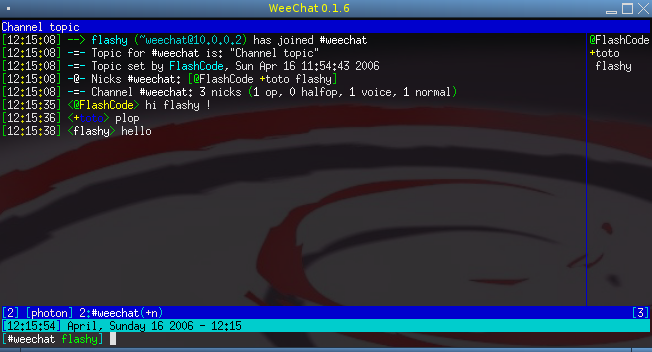 WeeChat 0.1.6
Channel topic
[12:15:08] --> flashy (~weechat@10.0.0.2) has joined #weechat
[12:15:08] -=- Topic for #weechat is: "Channel topic"
[12:15:08] -=- Topic set by FlashCode, Sun Apr 16 11:54:43 2006
[12:15:08] -@- Nicks #weechat: [@FlashCode +toto flashy]
[12:15:08] -=- Channel #weechat: 3 nicks (1 op, 0 halfop, 1 voice, 1 normal)
[12:15:35] <@FlashCode> hi flashy !
[12:15:36] <+> plop
[12:15:38] <flashy> hello
@FlashCode
+toto
flashy
[2] [photon] 2:#weechat(+n) [3]
[12:15:54] April, Sunday 16 2006 - 12:15
[#weechat flashy]